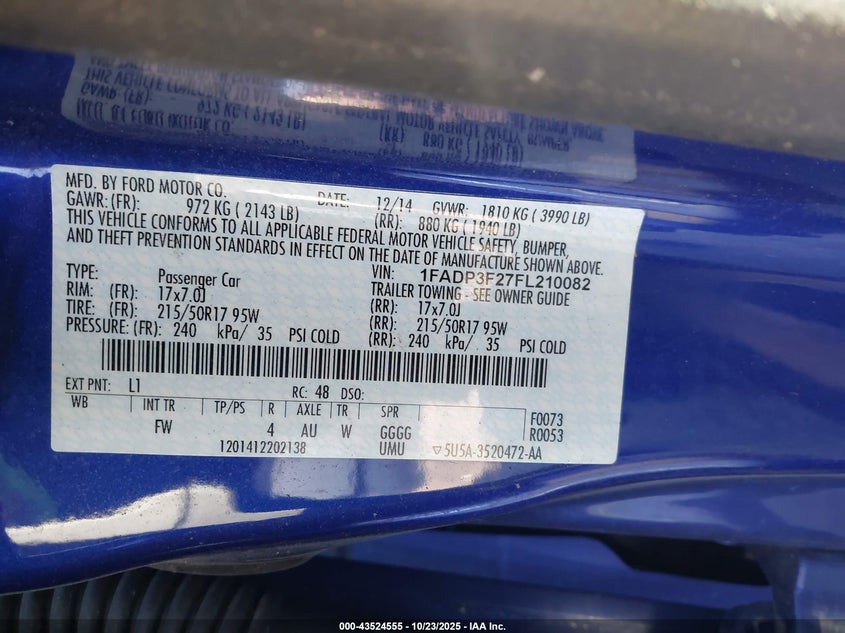 MFD. BY FORD MOTOR CO.
DATE: 12/14 GVWR: 1810 KG ( 3990 LB)
GAWR: (FR): 972 KG ( 2143 LB) (RR): 880 KG ( 1940 LB)
THIS VEHICLE CONFORMS TO ALL APPLICABLE FEDERAL MOTOR VEHICLE SAFETY, BUMPER,
AND THEFT PREVENTION STANDARDS IN EFFECT ON THE DATE OF MANUFACTURE SHOWN ABOVE.
VIN: 1FADP3F27FL210082
TYPE: Passenger Car TRAILER TOWING - SEE OWNER GUIDE
RIM: (FR): 17x7.0J (RR): 17x7.0J
TIRE: (FR): 215/50R17 95W (RR): 215/50R17 95W
PRESSURE: (FR): 240 kPa/ 35 PSI COLD (RR): 240 kPa/ 35 PSI COLD
EXT PNT: L1 RC: 48 DSO:
WB INT TR TP/PS R AXLE TR SPR
FW 4 AU W GGGG
UMU
F0073
R0053
1201412202138 ▽5U5A-3520472-AA
000-43524555 - 10/23/2025 - IAA Inc.